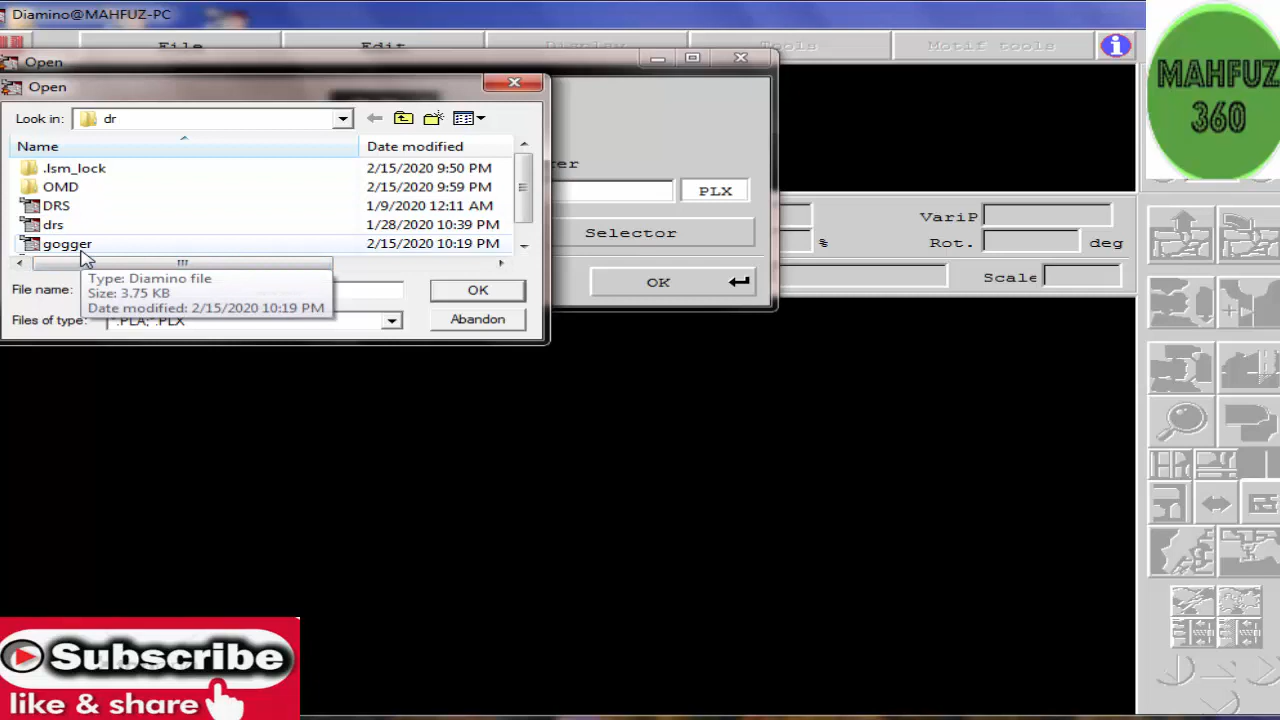 Diamino@MAHFUZ-PC
File
Edit
Display
Tools
Motif tools
Open
Open
Look in:
dr
Name
Date modified
.lsm_lock
2/15/2020 9:50 PM
OMD
2/15/2020 9:59 PM
DRS
1/9/2020 12:11 AM
drs
1/28/2020 10:39 PM
gogger
2/15/2020 10:19 PM
Type: Diamino file
Size: 3.75 KB
Date modified: 2/15/2020 10:19 PM
File name:
OK
Files of type:
*.PLA;*.PLX
Abandon
PLX
Selector
OK
VariP
%
Rot.
deg
Scale
MAHFUZ
360
Subscribe
like & share